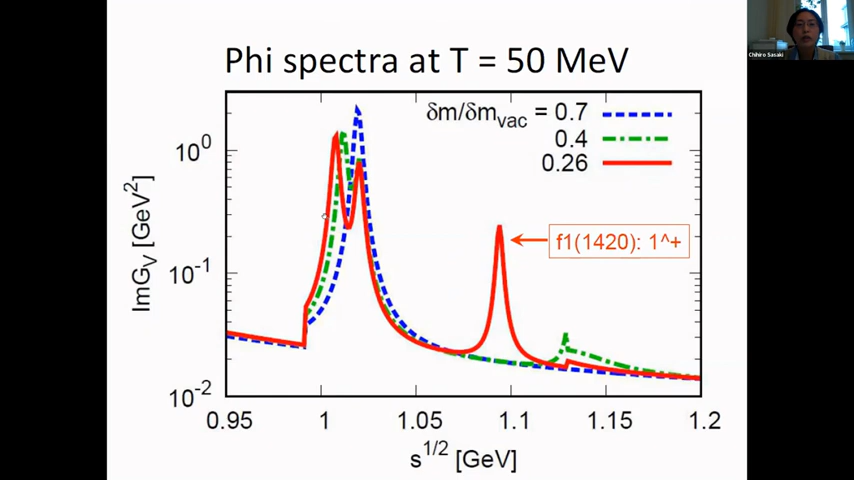 Phi spectra at T = 50 MeV
Chihiro Sasaki
δm/δm_vac = 0.7
0.4
0.26
f1(1420): 1^+
ImG_V [GeV^2]
10^0
10^-1
10^-2
0.95 1 1.05 1.1 1.15 1.2
s^1/2 [GeV]